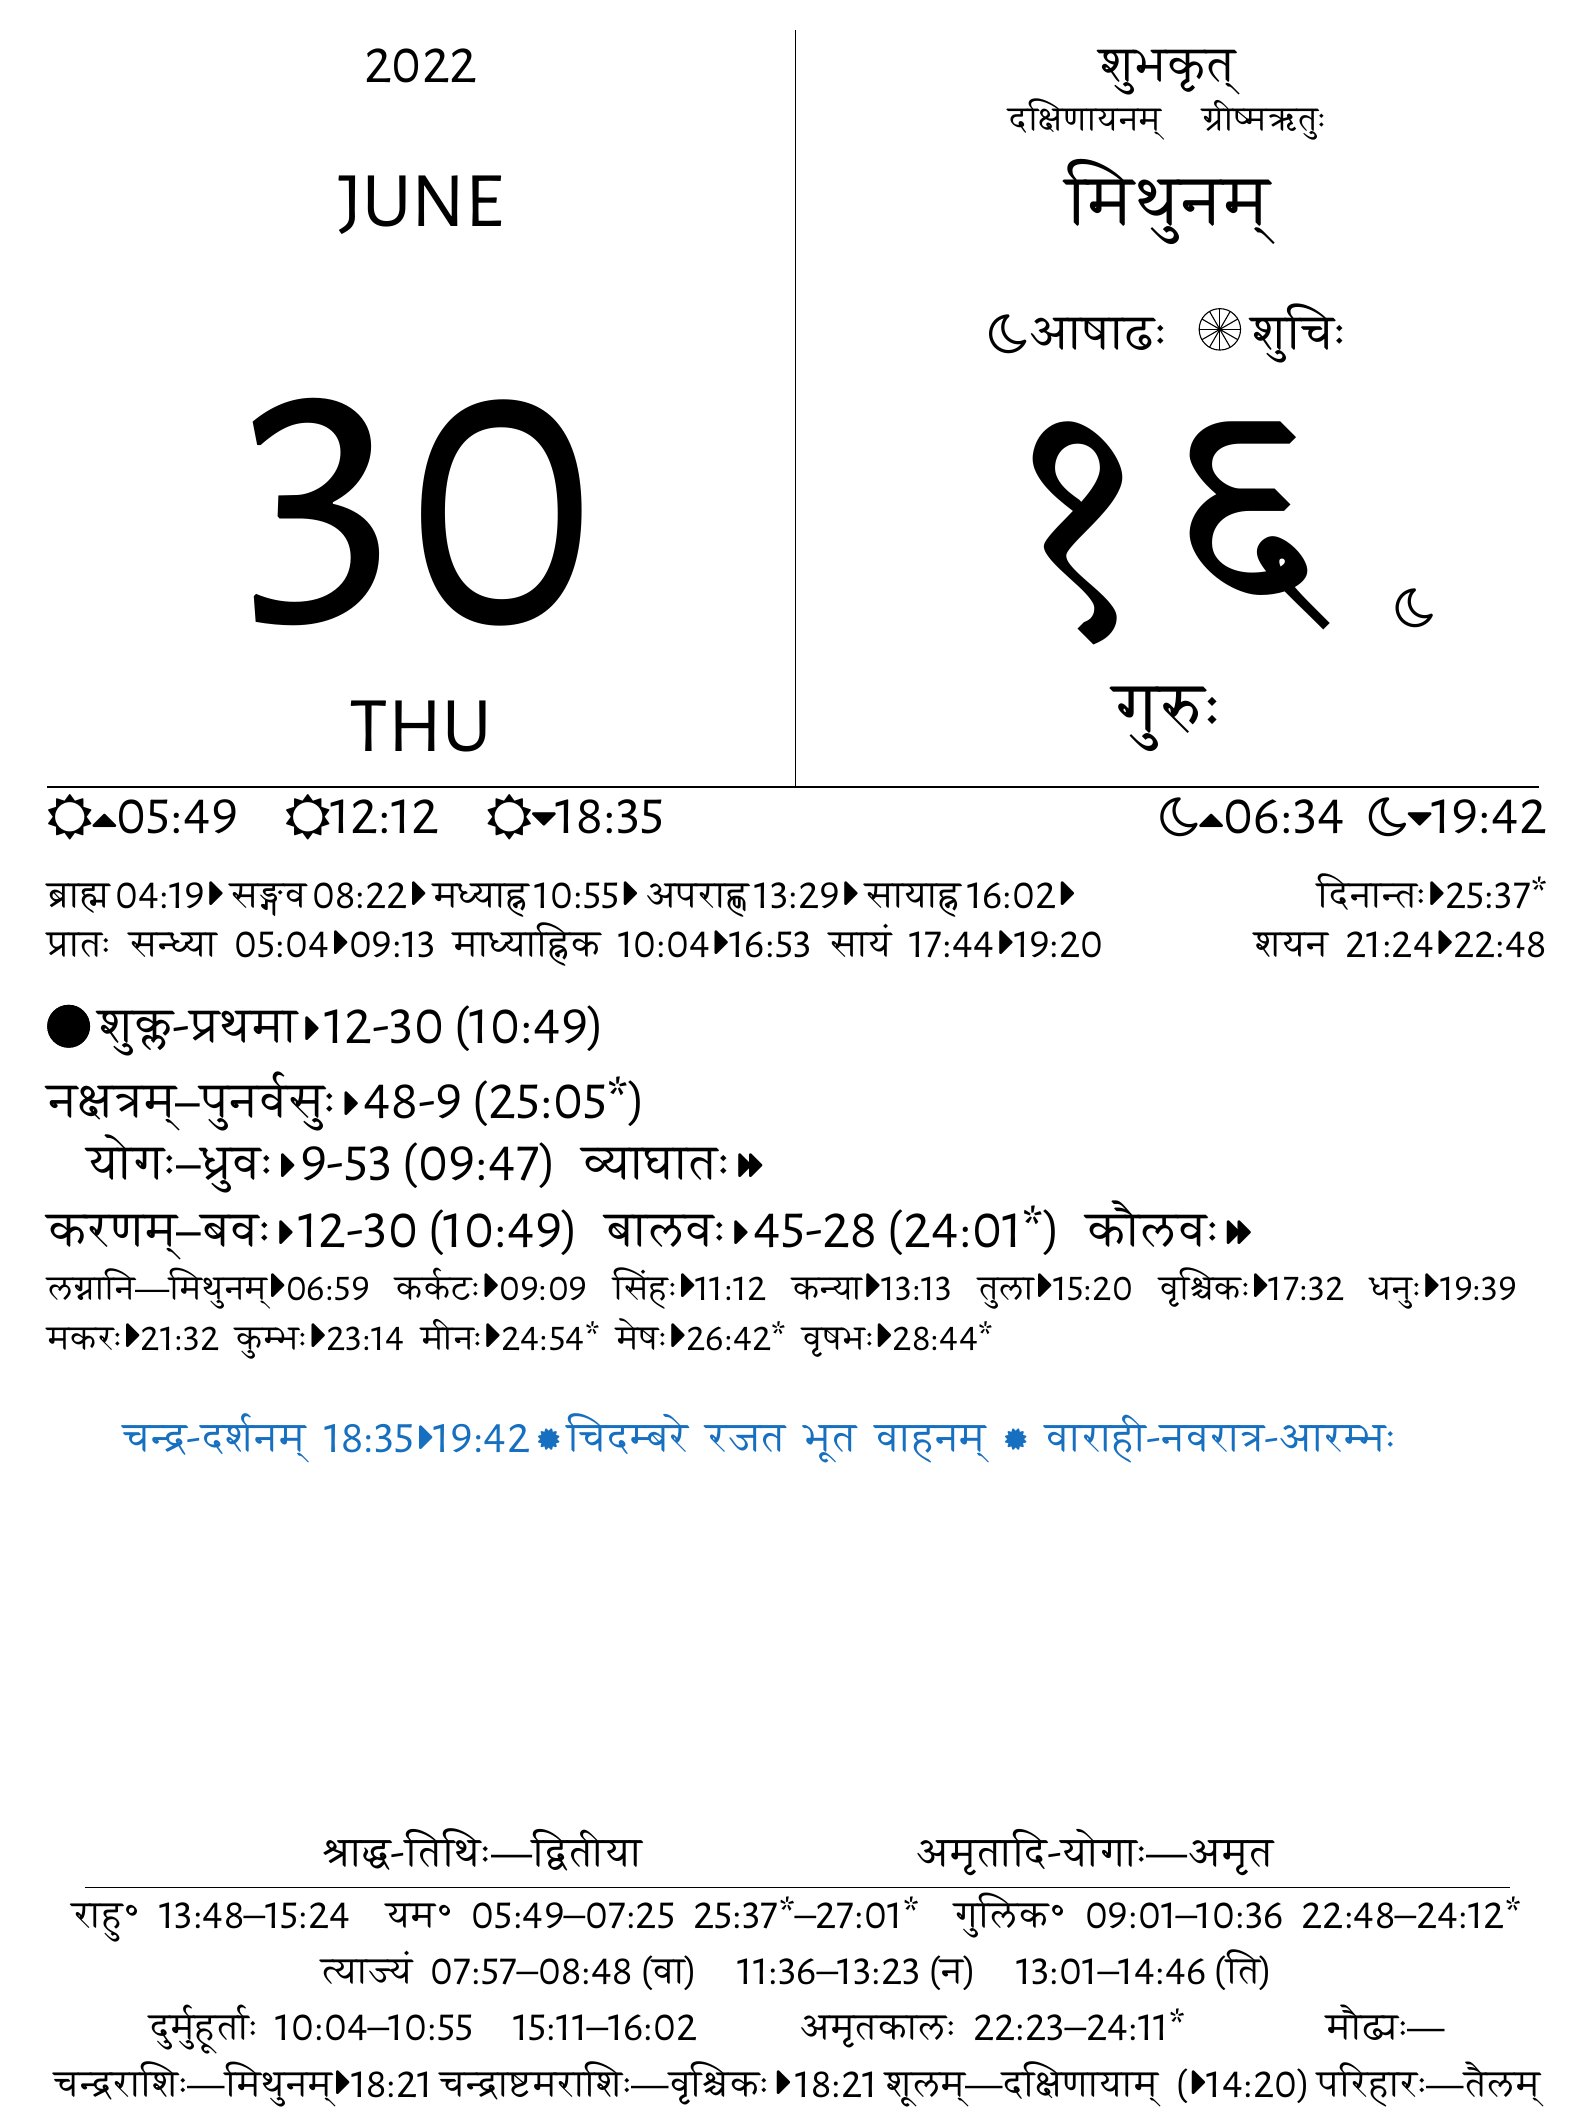 2022
JUNE
30
THU
शुभकृत्
दक्षिणायनम् ग्रीष्मऋतुः
मिथुनम्
आषाढः शुचिः
१६
गुरुः
05:49 12:12 18:35 06:34 19:42
ब्राह्म 04:19 सङ्गव 08:22 मध्याह्न 10:55 अपराह्ण 13:29 सायाह्न 16:02 दिनान्तः 25:37*
प्रातः सन्ध्या 05:04 09:13 माध्याह्निक 10:04 16:53 सायं 17:44 19:20 शयन 21:24 22:48
शुक्ल-प्रथमा 12-30 (10:49)
नक्षत्रम्–पुनर्वसुः 48-9 (25:05*)
योगः–ध्रुवः 9-53 (09:47) व्याघातः
करणम्–बवः 12-30 (10:49) बालवः 45-28 (24:01*) कौलवः
लग्नानि—मिथुनम् 06:59 कर्कटः 09:09 सिंहः 11:12 कन्या 13:13 तुला 15:20 वृश्चिकः 17:32 धनुः 19:39
मकरः 21:32 कुम्भः 23:14 मीनः 24:54* मेषः 26:42* वृषभः 28:44*
चन्द्र-दर्शनम् 18:35 19:42 चिदम्बरे रजत भूत वाहनम् वाराही-नवरात्र-आरम्भः
श्राद्ध-तिथिः—द्वितीया अमृतादि-योगाः—अमृत
राहु॰ 13:48–15:24 यम॰ 05:49–07:25 25:37*–27:01* गुलिक॰ 09:01–10:36 22:48–24:12*
त्याज्यं 07:57–08:48 (वा) 11:36–13:23 (न) 13:01–14:46 (ति)
दुर्मुहूर्ताः 10:04–10:55 15:11–16:02 अमृतकालः 22:23–24:11* मौढ्यः—
चन्द्रराशिः—मिथुनम् 18:21 चन्द्राष्टमराशिः—वृश्चिकः 18:21 शूलम्—दक्षिणायाम् (14:20) परिहारः—तैलम्